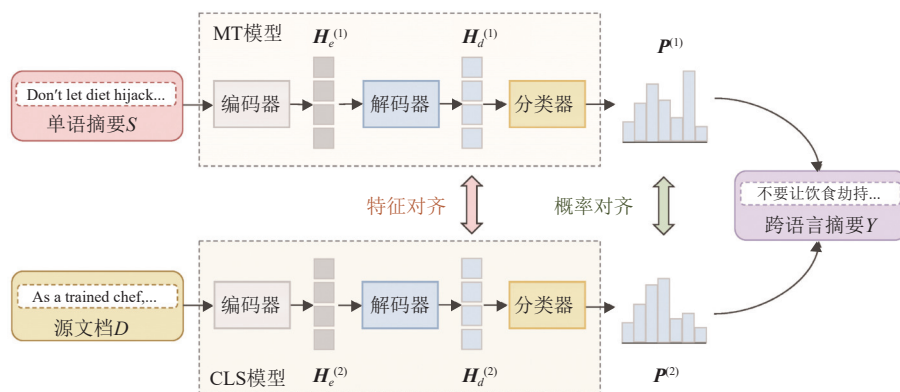 MT模型
H_e^(1)
H_d^(1)
P^(1)
Don't let diet hijack...
单语摘要S
编码器
解码器
分类器
特征对齐
概率对齐
不要让饮食劫持...
跨语言摘要Y
As a trained chef,...
源文档D
编码器
解码器
分类器
CLS模型
H_e^(2)
H_d^(2)
P^(2)